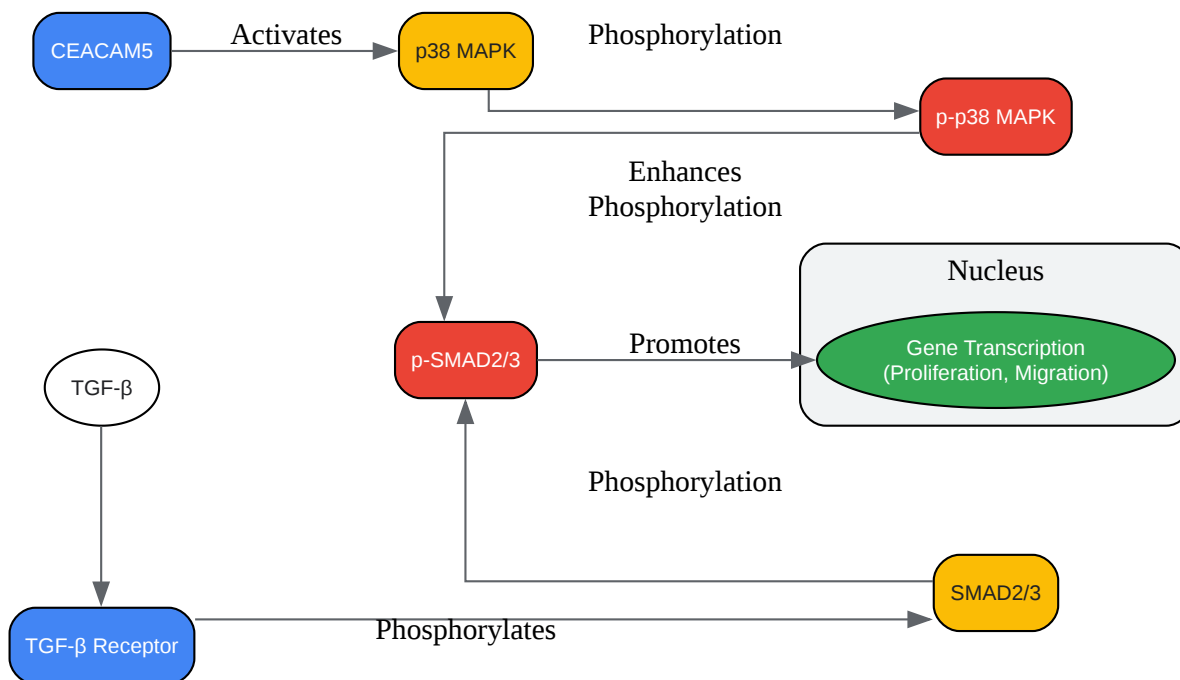 CEACAM5
Activates
p38 MAPK
Phosphorylation
p-p38 MAPK
Enhances
Phosphorylation
Nucleus
p-SMAD2/3
Promotes
Gene Transcription
(Proliferation, Migration)
TGF-β
Phosphorylation
SMAD2/3
TGF-β Receptor
Phosphorylates